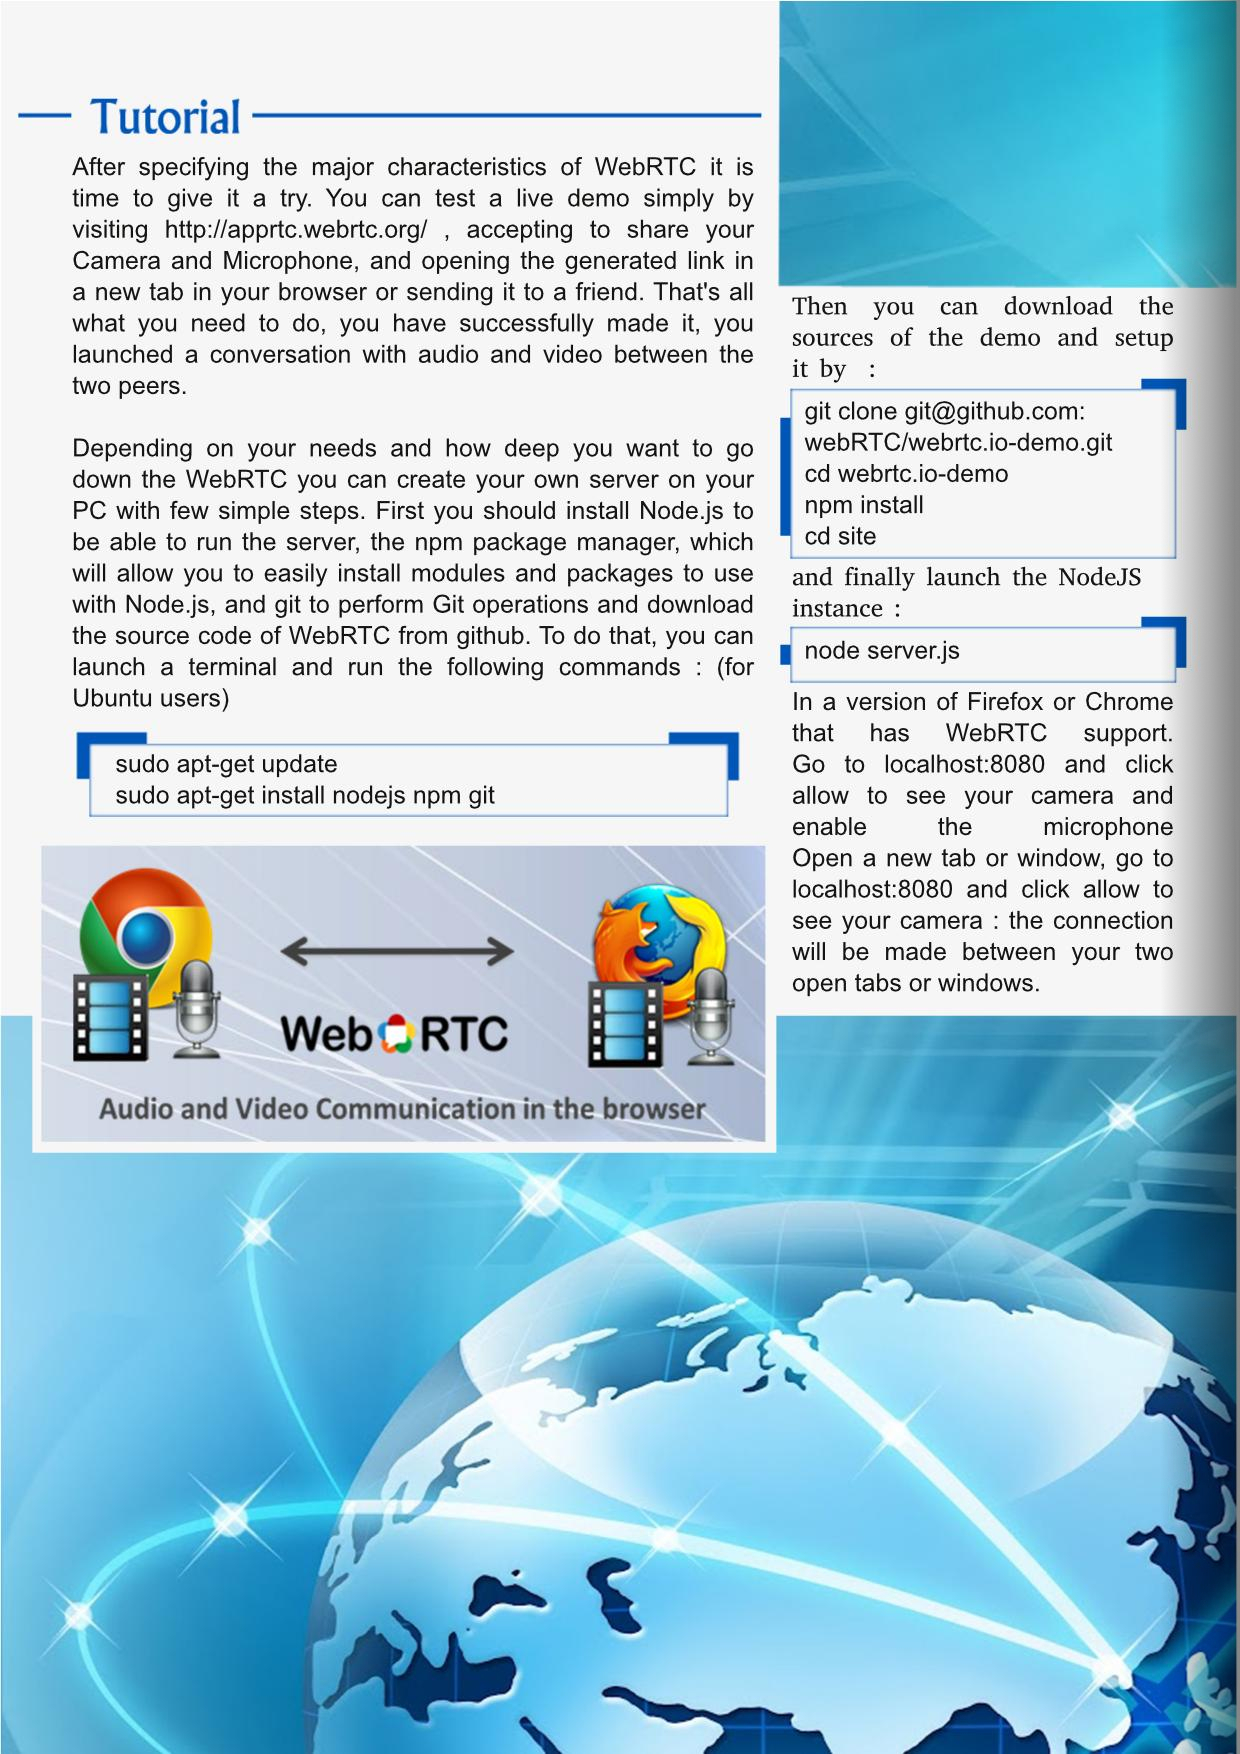 Tutorial
After specifying the major characteristics of WebRTC it is
time to give it a try. You can test a live demo simply by
visiting http://apprtc.webrtc.org/ , accepting to share your
Camera and Microphone, and opening the generated link in
a new tab in your browser or sending it to a friend. That's all
what you need to do, you have successfully made it, you
launched a conversation with audio and video between the
two peers.
Depending on your needs and how deep you want to go
down the WebRTC you can create your own server on your
PC with few simple steps. First you should install Node.js to
be able to run the server, the npm package manager, which
will allow you to easily install modules and packages to use
with Node.js, and git to perform Git operations and download
the source code of WebRTC from github. To do that, you can
launch a terminal and run the following commands : (for
Ubuntu users)
sudo apt-get update
sudo apt-get install nodejs npm git
Web RTC
Audio and Video Communication in the browser
Then you can download the
sources of the demo and setup
it by :
git clone git@github.com:
webRTC/webrtc.io-demo.git
cd webrtc.io-demo
npm install
cd site
and finally launch the NodeJS
instance :
node server.js
In a version of Firefox or Chrome
that has WebRTC support.
Go to localhost:8080 and click
allow to see your camera and
enable the microphone
Open a new tab or window, go to
localhost:8080 and click allow to
see your camera : the connection
will be made between your two
open tabs or windows.